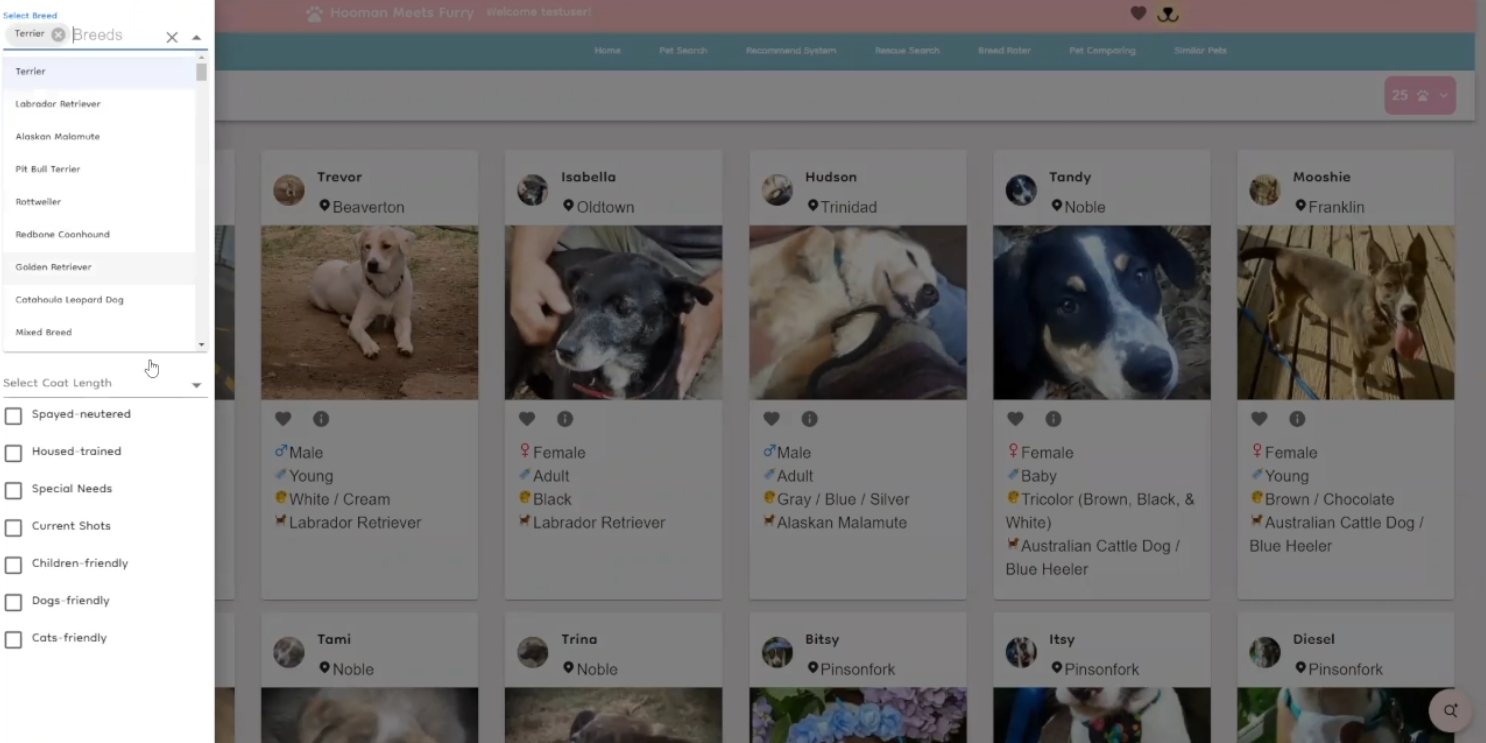 Select Breed
Terrier Breeds
Terrier
Labrador Retriever
Alaskan Malamute
Pit Bull Terrier
Rottweiler
Redbone Coonhound
Golden Retriever
Catahoula Leopard Dog
Mixed Breed
Select Coat Length
Spayed-neutered
Housed-trained
Special Needs
Current Shots
Children-friendly
Dogs-friendly
Cats-friendly
Hooman Meets Furry Welcome testuser!
Home Pet Search Recommend System Rescue Search Breed Rater Pet Comparing Similar Pets
25
Trevor
Beaverton
Male
Young
White / Cream
Labrador Retriever
Isabella
Oldtown
Female
Adult
Black
Labrador Retriever
Hudson
Trinidad
Male
Adult
Gray / Blue / Silver
Alaskan Malamute
Tandy
Noble
Female
Baby
Tricolor (Brown, Black, &
White)
Australian Cattle Dog /
Blue Heeler
Mooshie
Franklin
Female
Young
Brown / Chocolate
Australian Cattle Dog /
Blue Heeler
Tami
Noble
Trina
Noble
Bitsy
Pinsonfork
Itsy
Pinsonfork
Diesel
Pinsonfork